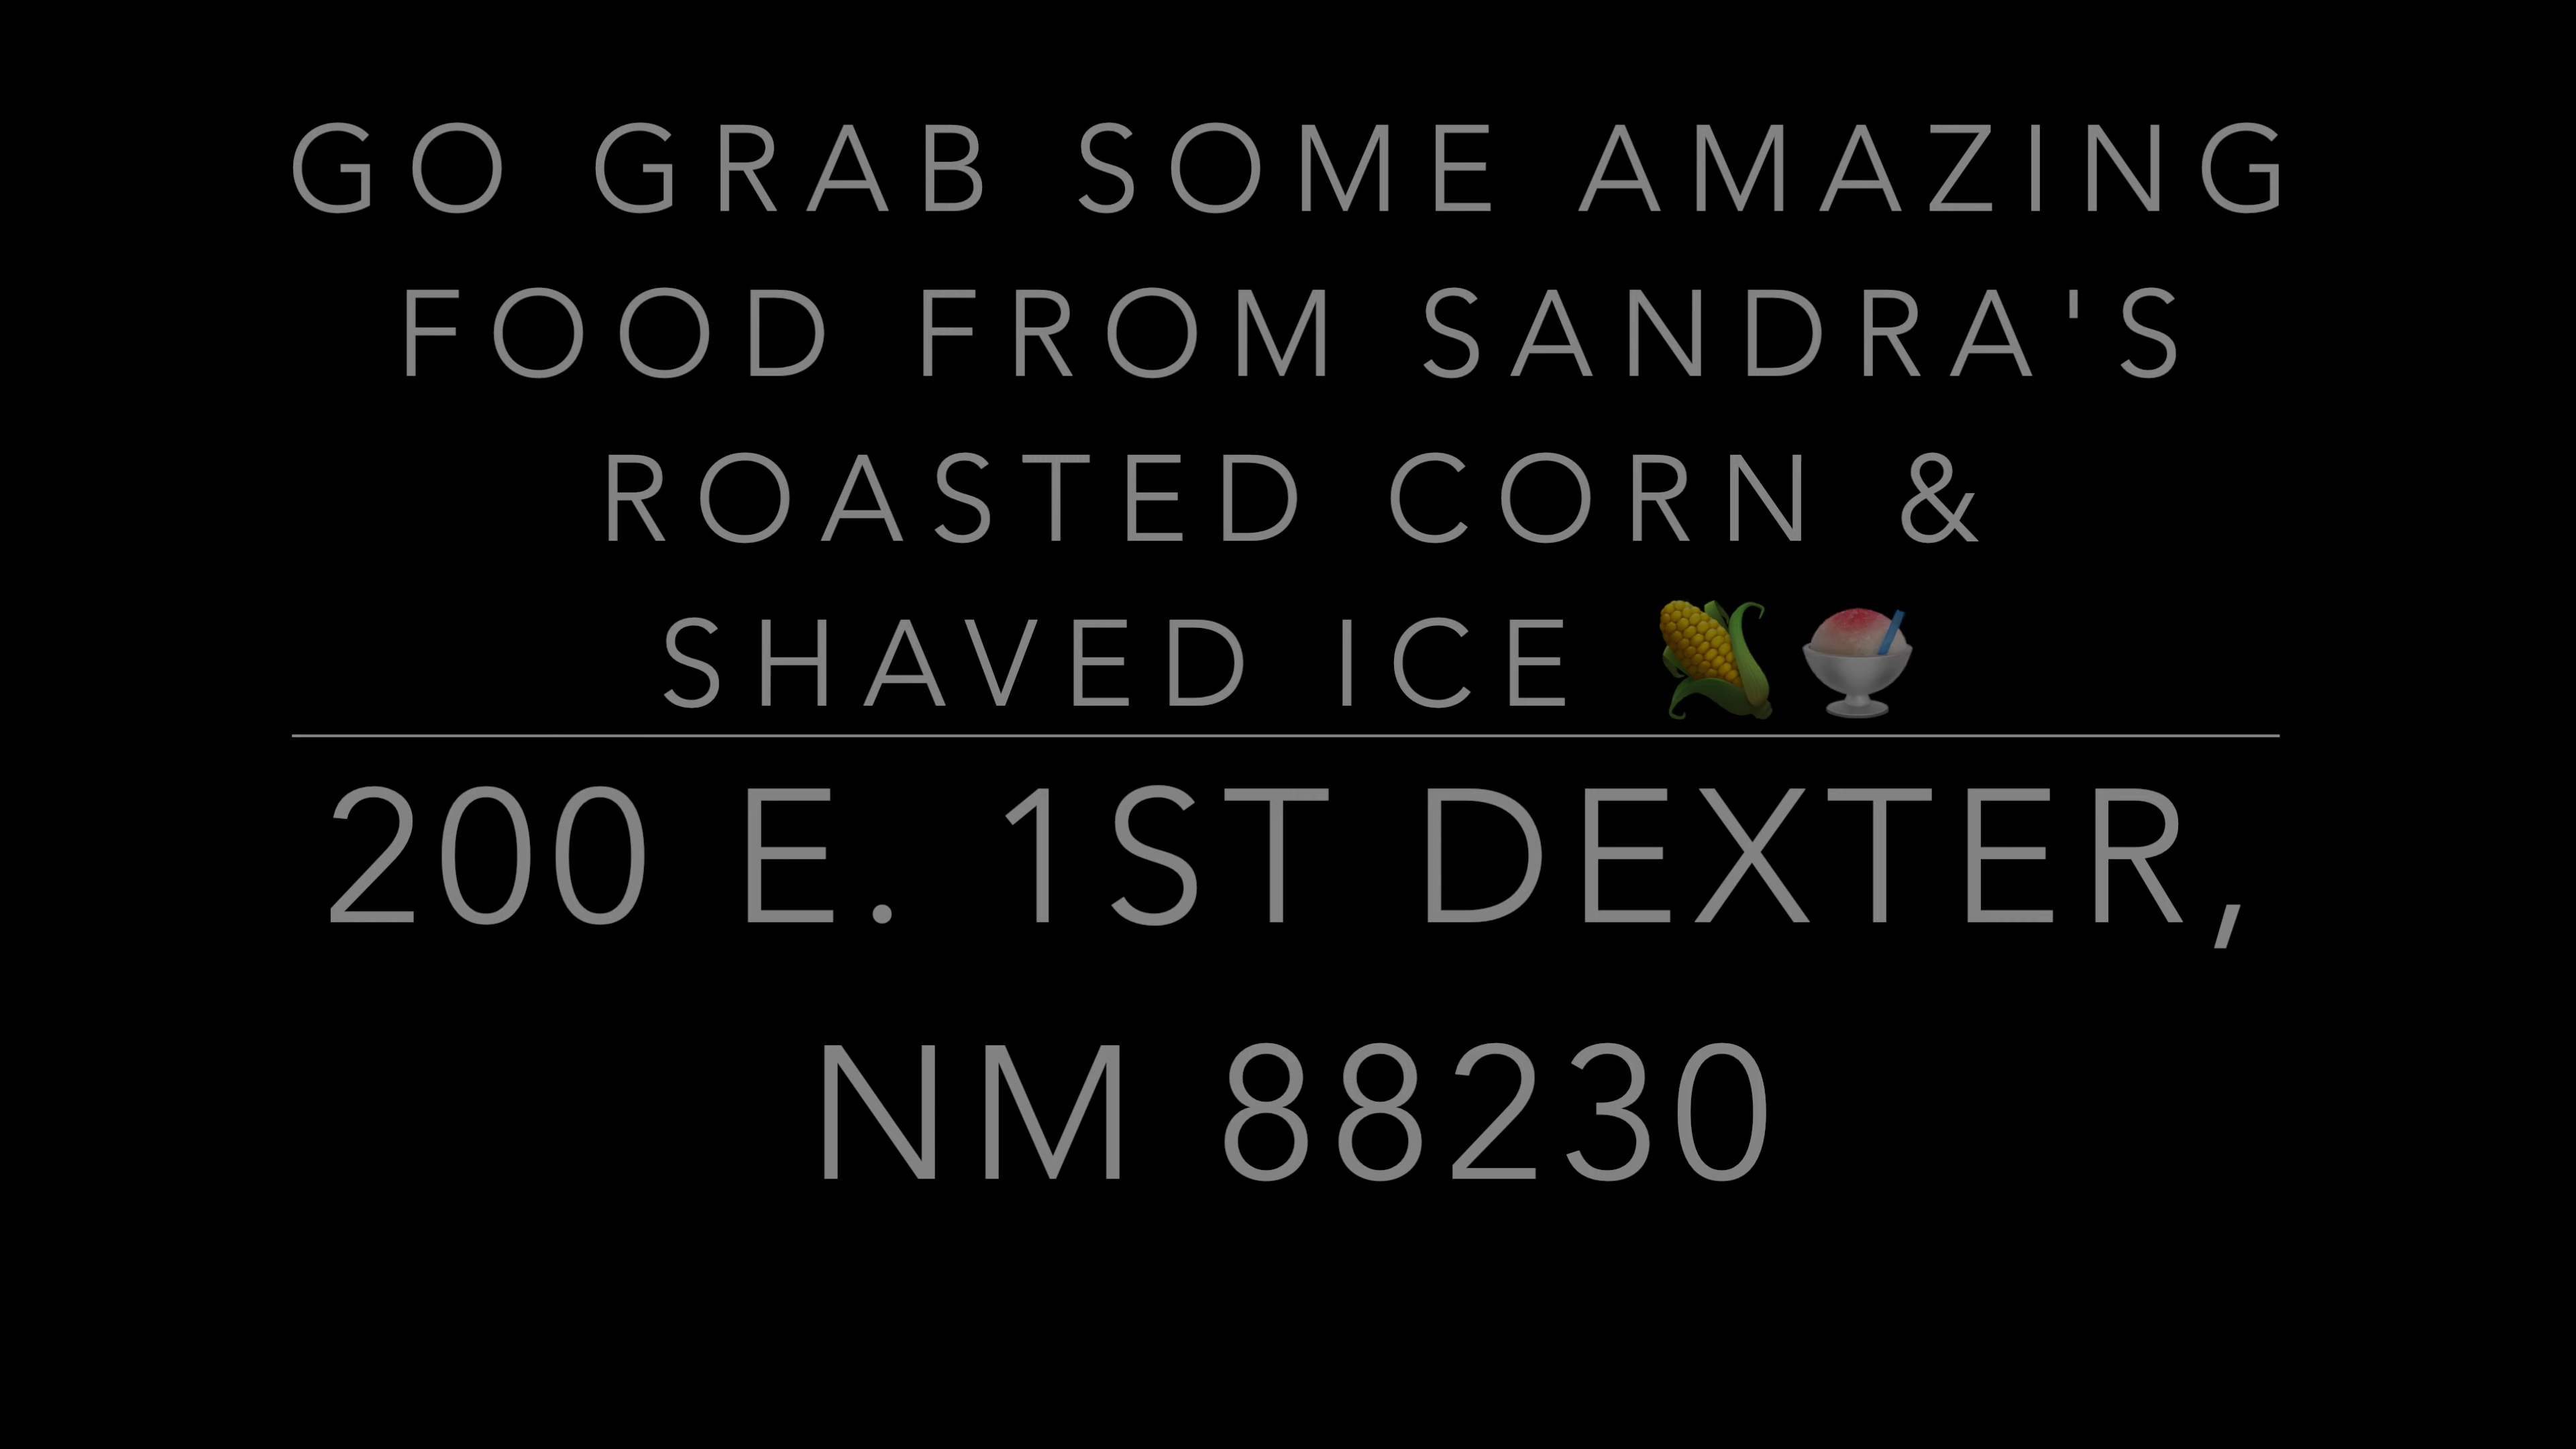 GO GRAB SOME AMAZING
FOOD FROM SANDRA'S
ROASTED CORN &
SHAVED ICE 🌽🍧
200 E. 1ST DEXTER,
NM 88230